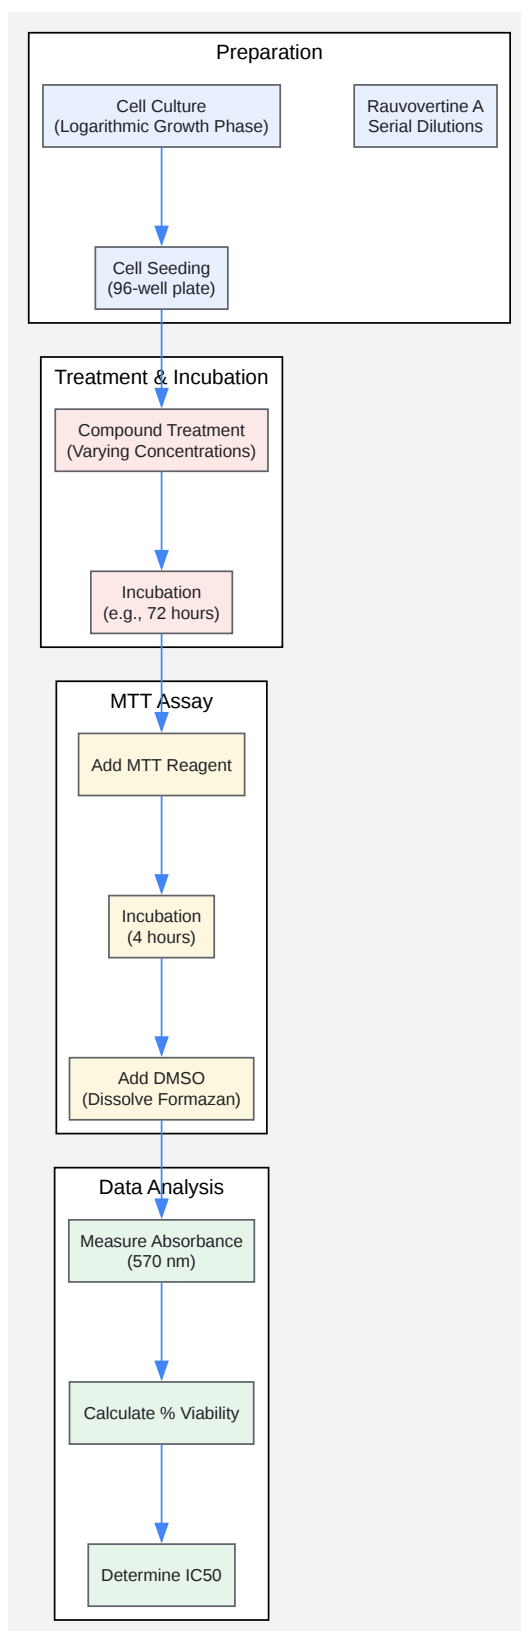 Preparation
Cell Culture
(Logarithmic Growth Phase)
Rauvovertine A
Serial Dilutions
Cell Seeding
(96-well plate)
Treatment & Incubation
Compound Treatment
(Varying Concentrations)
Incubation
(e.g., 72 hours)
MTT Assay
Add MTT Reagent
Incubation
(4 hours)
Add DMSO
(Dissolve Formazan)
Data Analysis
Measure Absorbance
(570 nm)
Calculate % Viability
Determine IC50